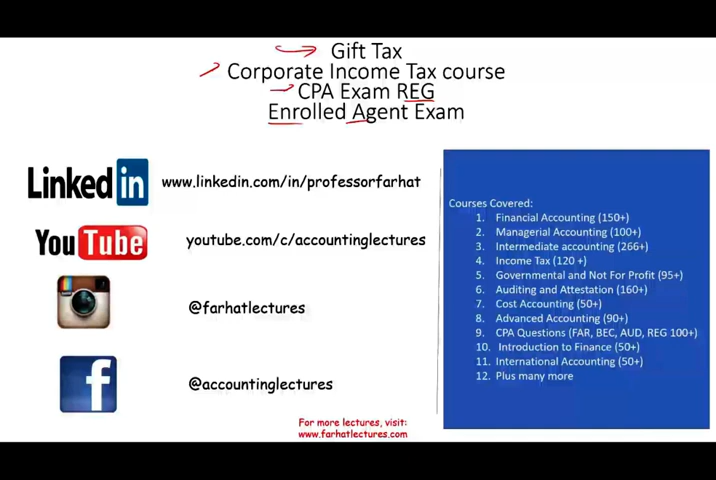 Gift Tax
Corporate Income Tax course
CPA Exam REG
Enrolled Agent Exam
Linked in
www.linkedin.com/in/professorfarhat
You Tube
youtube.com/c/accountinglectures
@farhatlectures
f
@accountinglectures
For more lectures, visit:
www.farhatlectures.com
Courses Covered:
1. Financial Accounting (150+)
2. Managerial Accounting (100+)
3. Intermediate accounting (266+)
4. Income Tax (120 +)
5. Governmental and Not For Profit (95+)
6. Auditing and Attestation (160+)
7. Cost Accounting (50+)
8. Advanced Accounting (90+)
9. CPA Questions (FAR, BEC, AUD, REG 100+)
10. Introduction to Finance (50+)
11. International Accounting (50+)
12. Plus many more